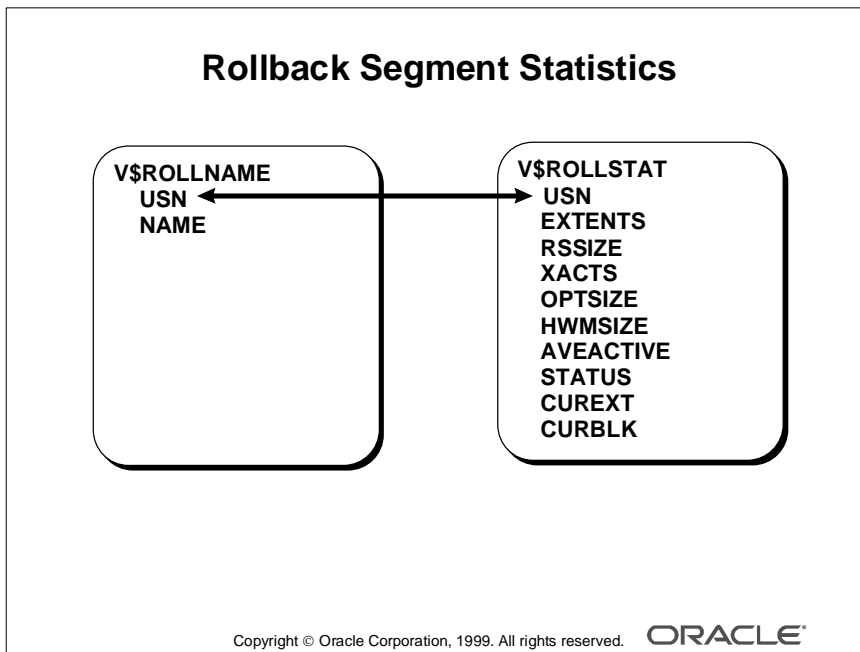 Rollback Segment Statistics
V$ROLLNAME
USN
NAME
V$ROLLSTAT
USN
EXTENTS
RSSIZE
XACTS
OPTSIZE
HWMSIZE
AVEACTIVE
STATUS
CUREXT
CURBLK
Copyright © Oracle Corporation, 1999. All rights reserved. ORACLE®